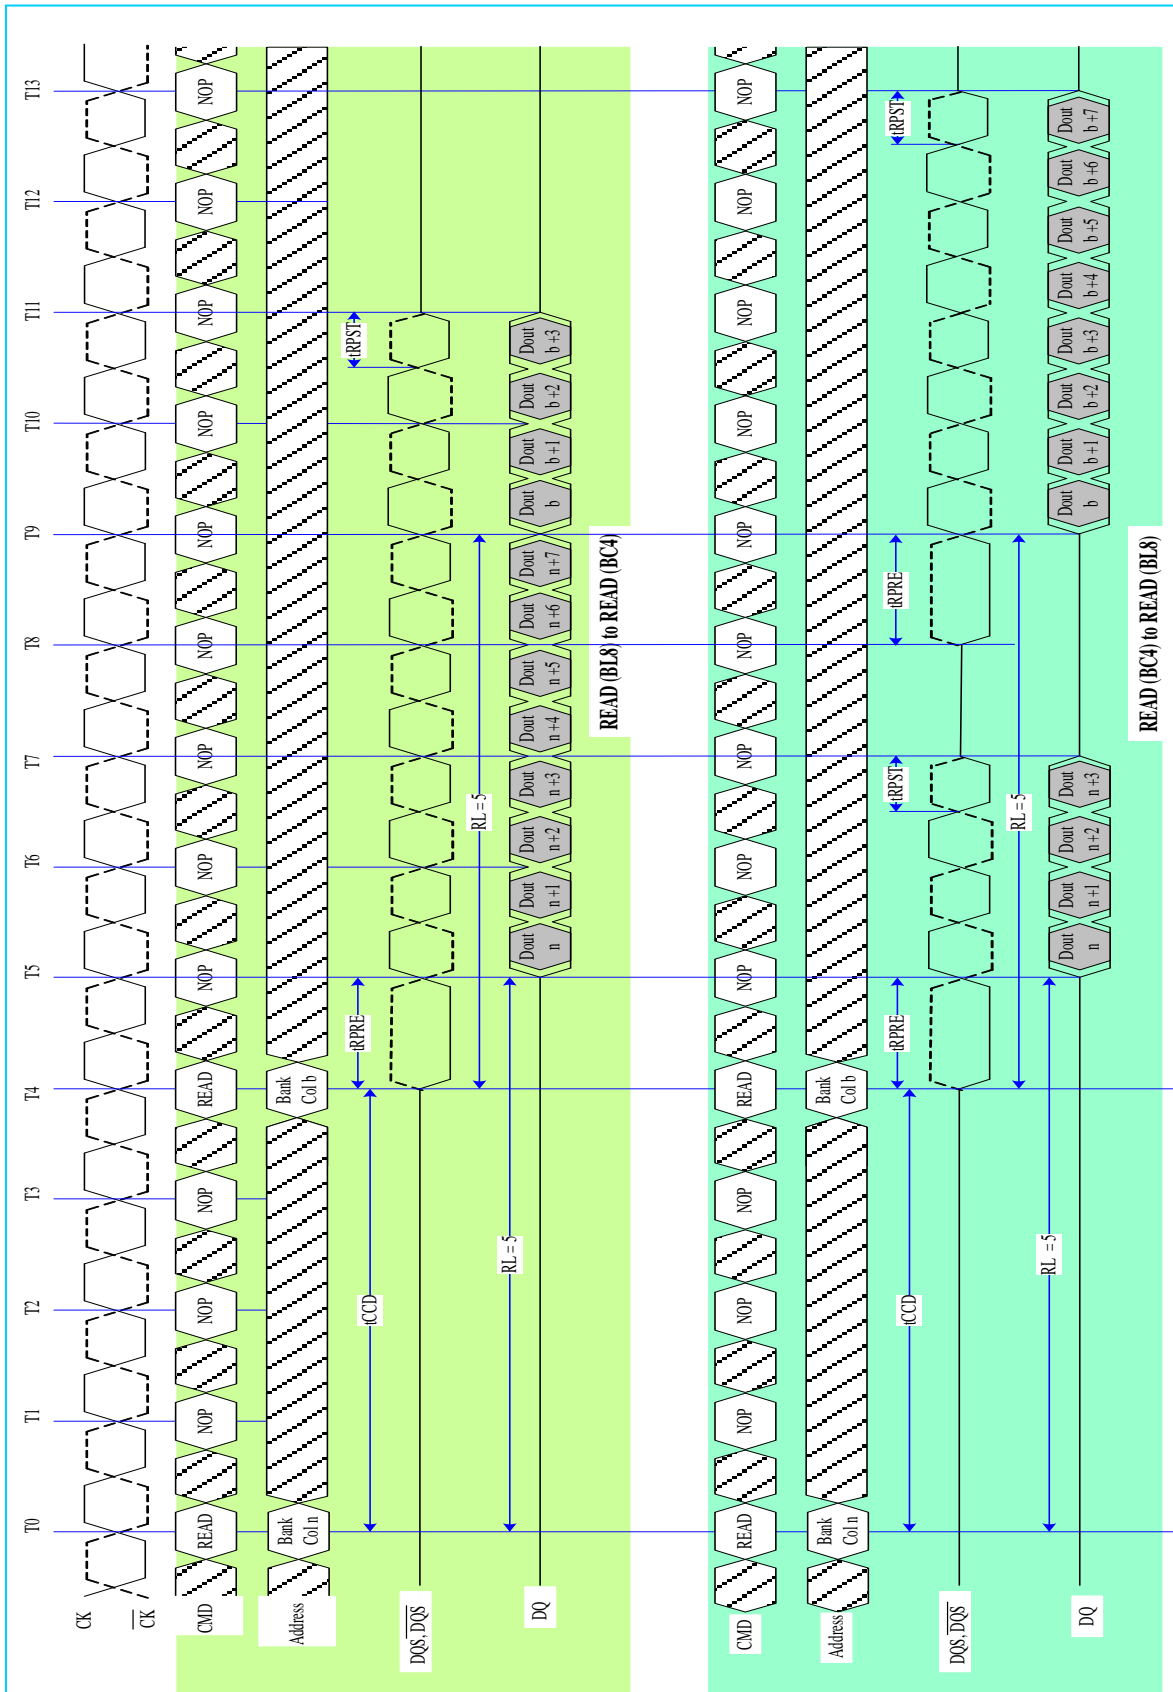 T0 T1 T2 T3 T4 T5 T6 T7 T8 T9 T10 T11 T12 T13
CK
CK
CMD READ NOP NOP NOP READ NOP NOP NOP NOP NOP NOP NOP NOP NOP
Address Bank Col n Bank Col b
tCCD tRPRE tRPST
DQS, DQS
RL = 5
RL = 5
DQ Dout n Dout n+1 Dout n+2 Dout n+3 Dout n+4 Dout n+5 Dout n+6 Dout n+7 Dout b Dout b+1 Dout b+2 Dout b+3
READ (BL8) to READ (BC4)
CMD READ NOP NOP NOP READ NOP NOP NOP NOP NOP NOP NOP NOP NOP
Address Bank Col n Bank Col b
tCCD tRPRE tRPST tRPRE tRPST
DQS, DQS
RL = 5
RL = 5
DQ Dout n Dout n+1 Dout n+2 Dout n+3 Dout b Dout b+1 Dout b+2 Dout b+3 Dout b+4 Dout b+5 Dout b+6 Dout b+7
READ (BC4) to READ (BL8)